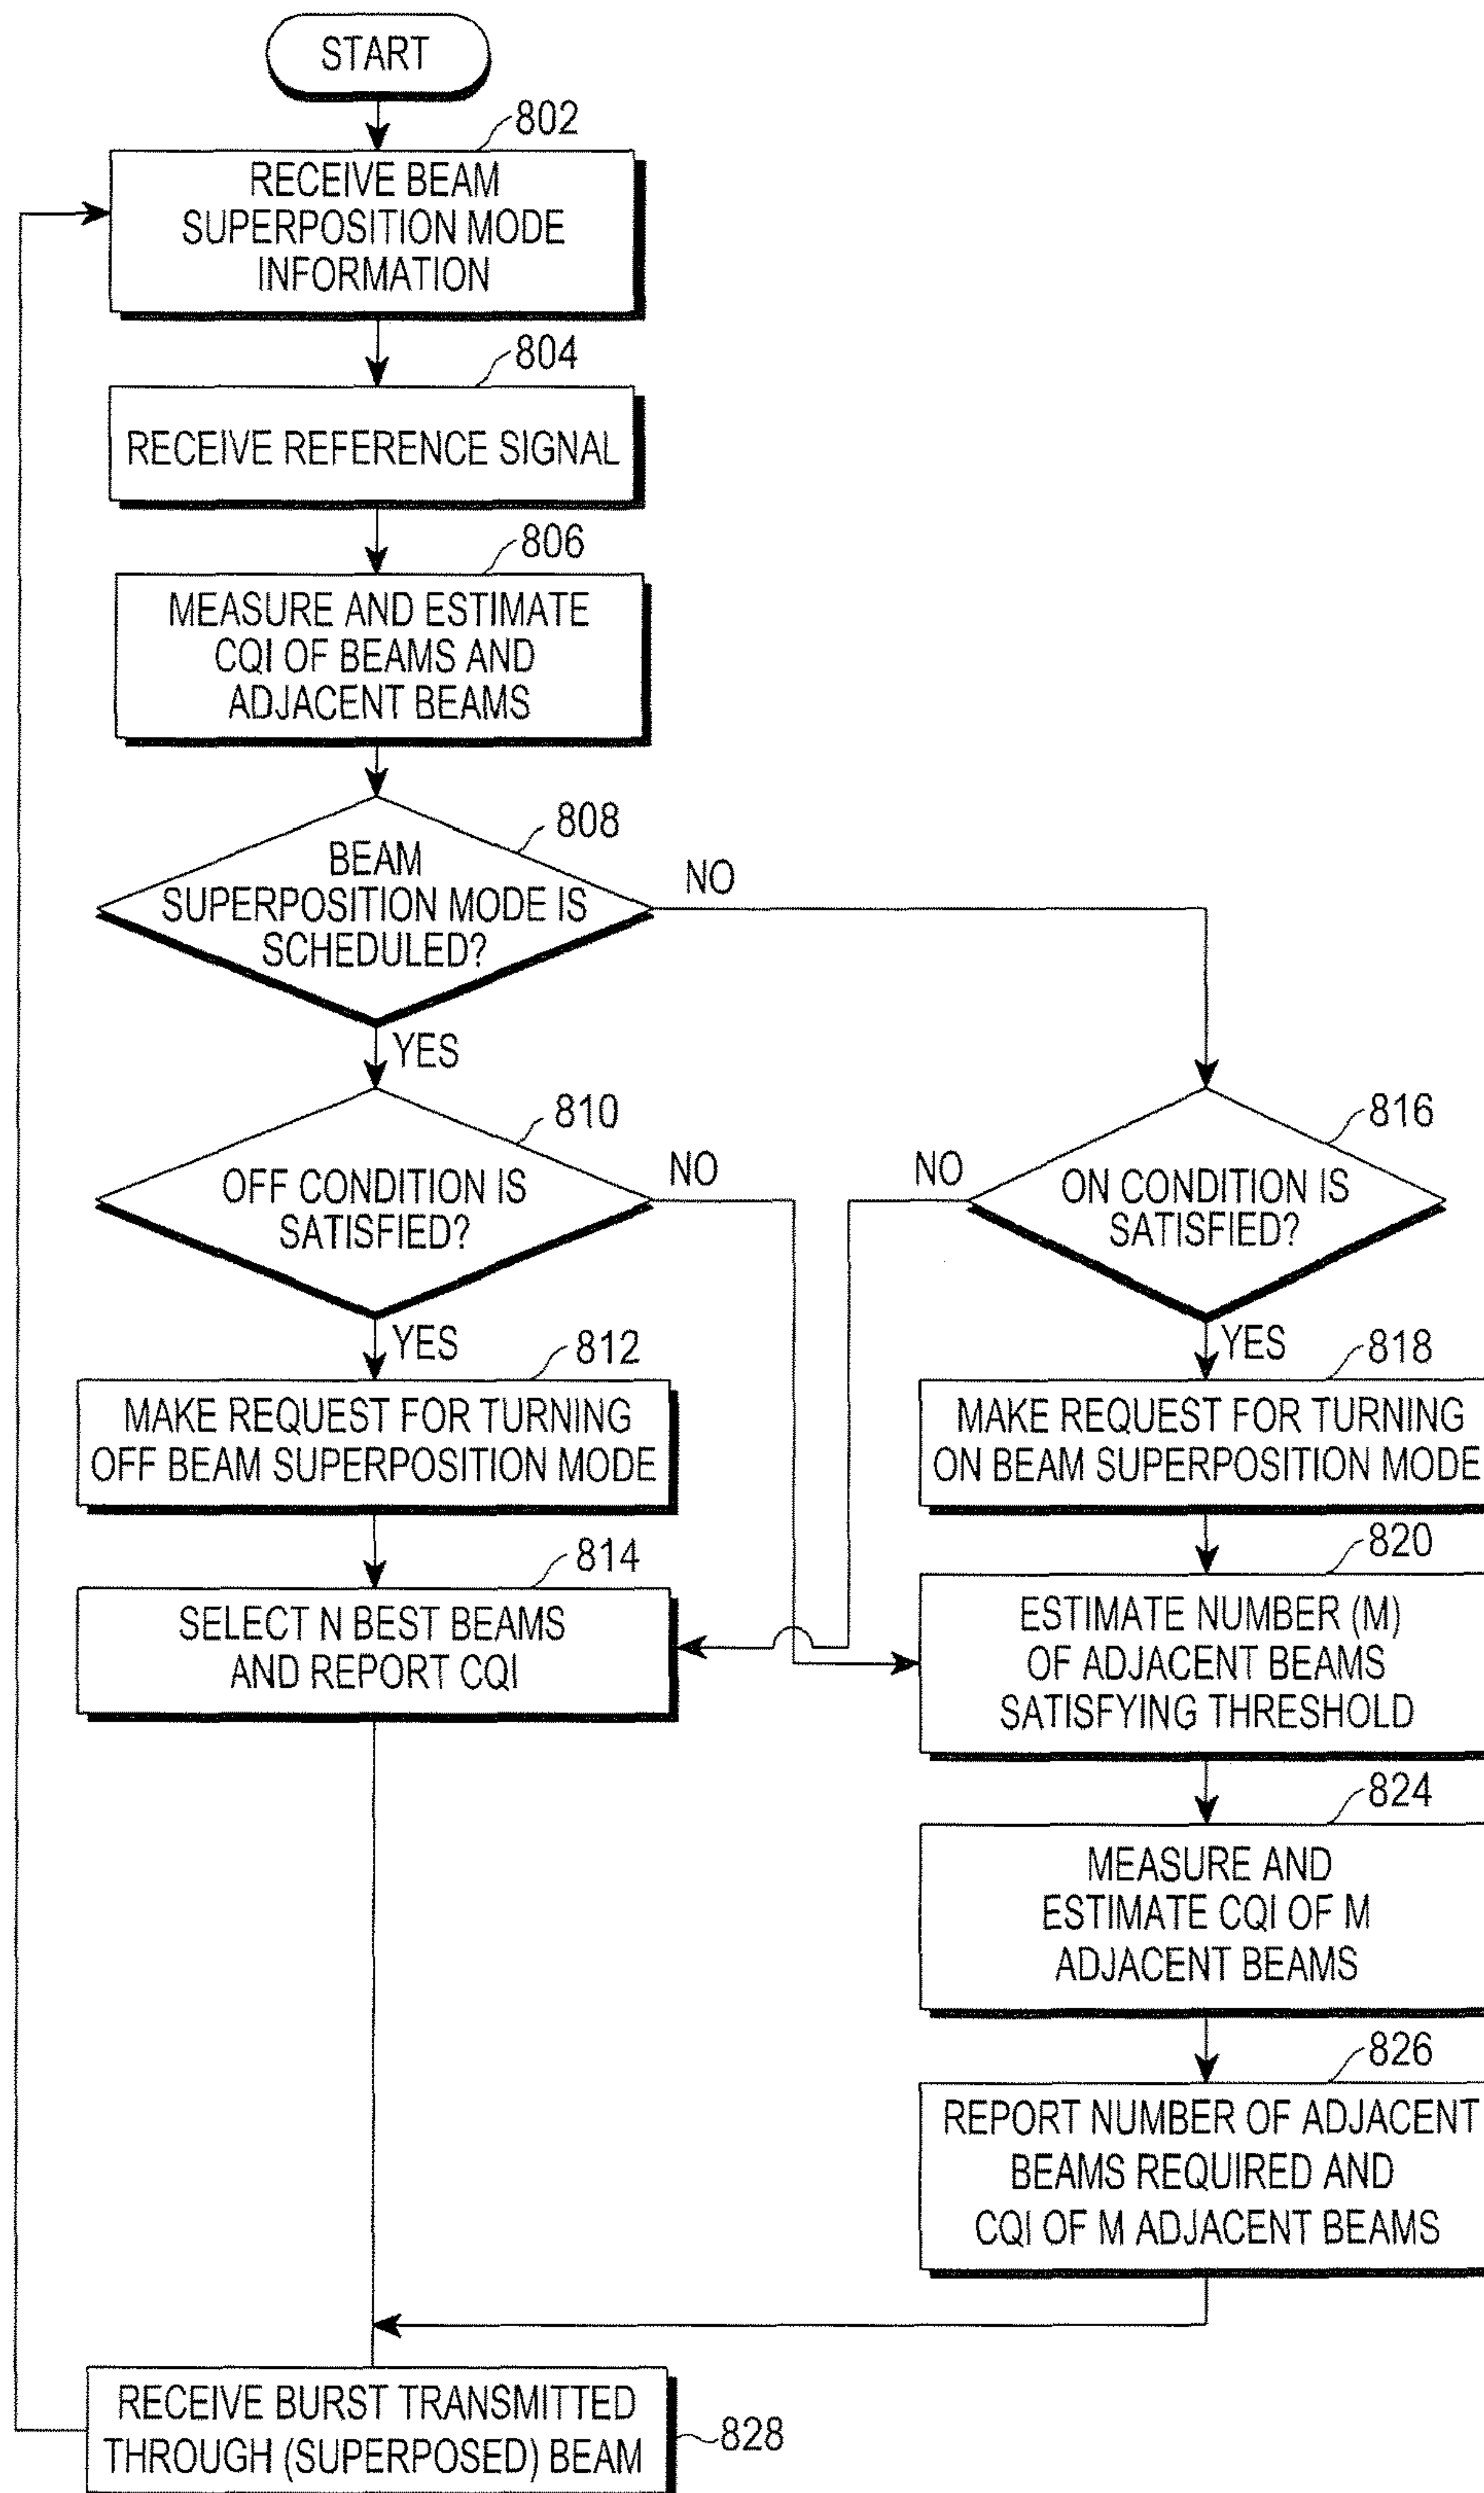 START
802
RECEIVE BEAM
SUPERPOSITION MODE
INFORMATION
804
RECEIVE REFERENCE SIGNAL
806
MEASURE AND ESTIMATE
CQI OF BEAMS AND
ADJACENT BEAMS
808
BEAM
SUPERPOSITION MODE IS
SCHEDULED?
NO
YES
810
OFF CONDITION IS
SATISFIED?
NO
816
ON CONDITION IS
SATISFIED?
NO
YES
812
MAKE REQUEST FOR TURNING
OFF BEAM SUPERPOSITION MODE
YES
818
MAKE REQUEST FOR TURNING
ON BEAM SUPERPOSITION MODE
814
SELECT N BEST BEAMS
AND REPORT CQI
820
ESTIMATE NUMBER (M)
OF ADJACENT BEAMS
SATISFYING THRESHOLD
824
MEASURE AND
ESTIMATE CQI OF M
ADJACENT BEAMS
826
REPORT NUMBER OF ADJACENT
BEAMS REQUIRED AND
CQI OF M ADJACENT BEAMS
RECEIVE BURST TRANSMITTED
THROUGH (SUPERPOSED) BEAM
828